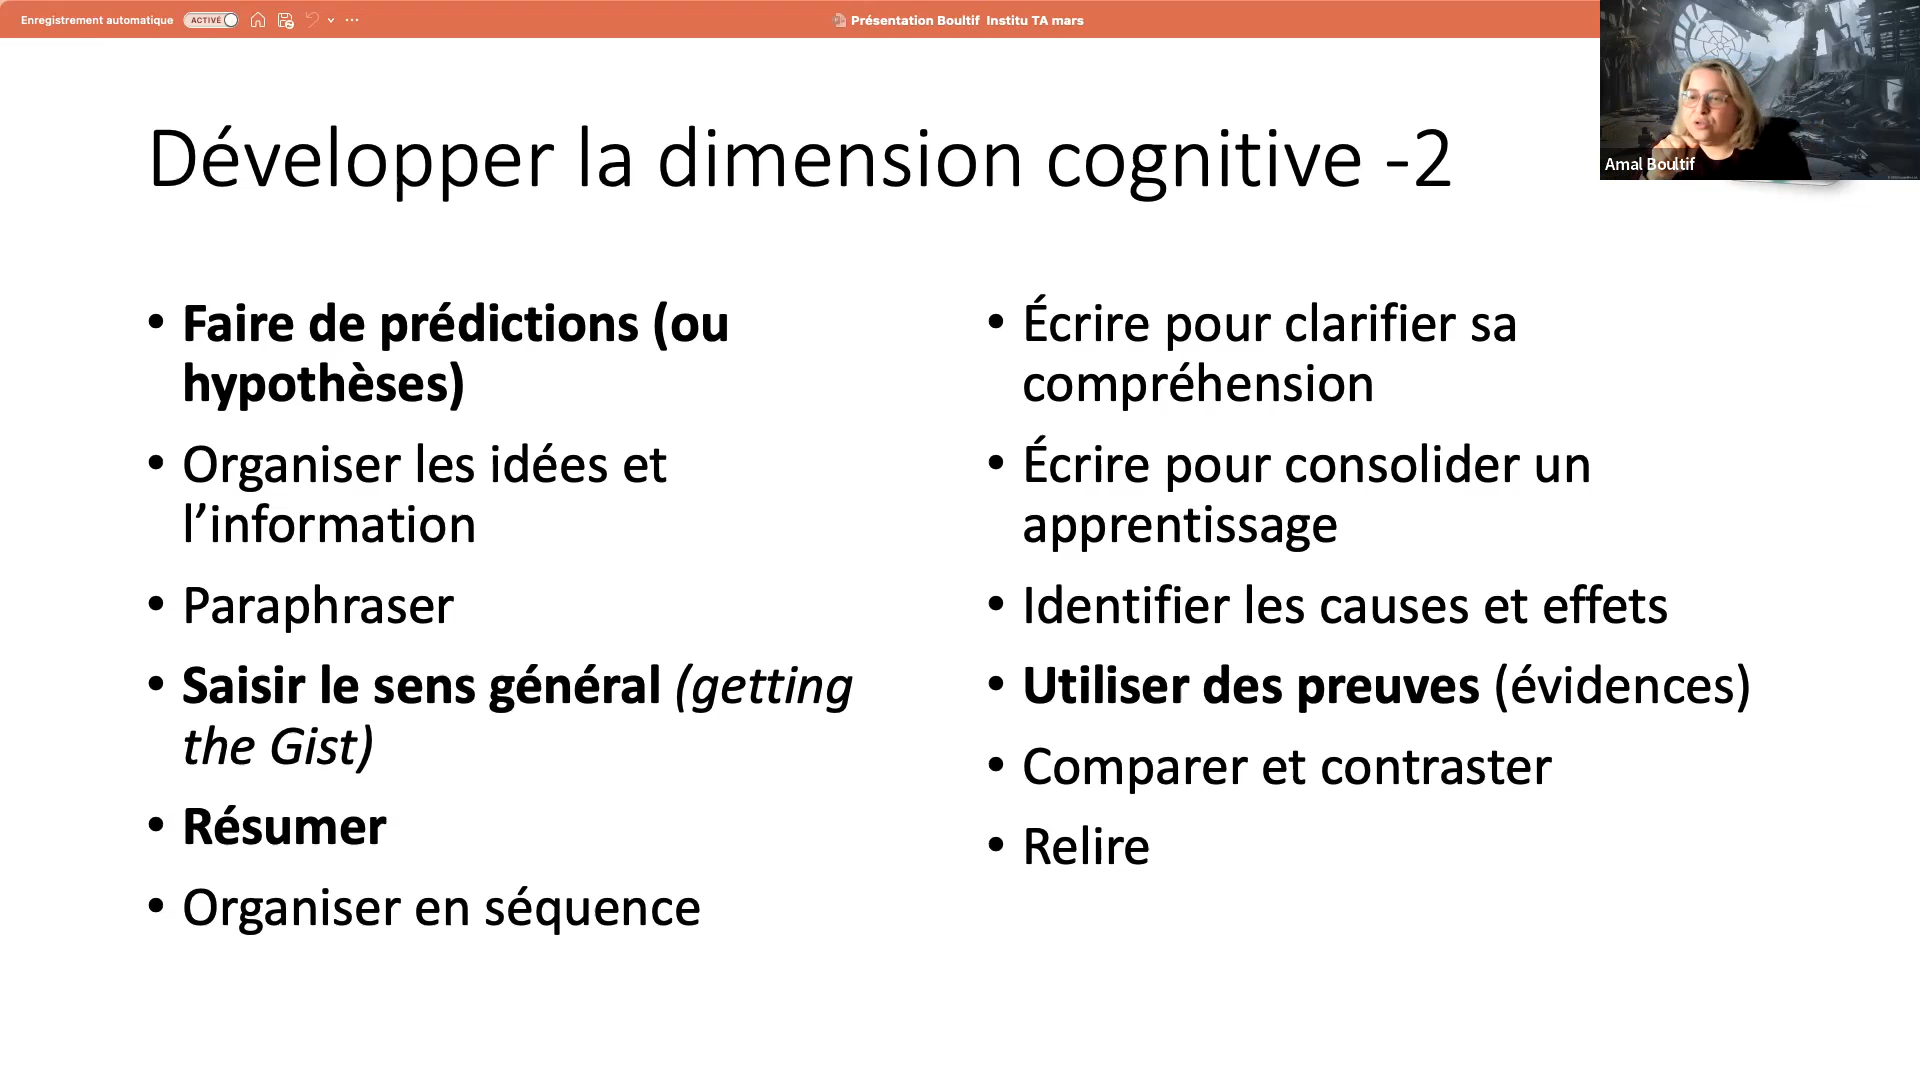 Enregistrement automatique ACTIVÉ
Présentation Boultif Institu TA mars
Amal Boultif
Développer la dimension cognitive -2
• Faire de prédictions (ou
hypothèses)
• Organiser les idées et
l’information
• Paraphraser
• Saisir le sens général (getting
the Gist)
• Résumer
• Organiser en séquence
• Écrire pour clarifier sa
compréhension
• Écrire pour consolider un
apprentissage
• Identifier les causes et effets
• Utiliser des preuves (évidences)
• Comparer et contraster
• Relire